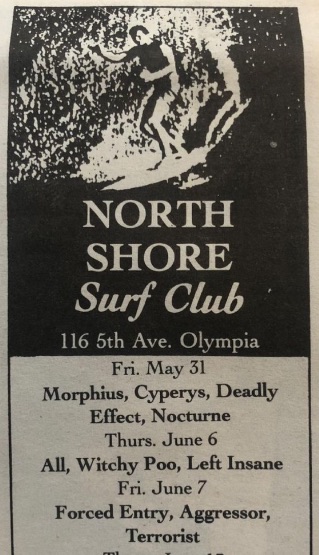 NORTH
SHORE
Surf Club
116 5th Ave. Olympia
Fri. May 31
Morphius, Cyperys, Deadly
Effect, Nocturne
Thurs. June 6
All, Witchy Poo, Left Insane
Fri. June 7
Forced Entry, Aggressor,
Terrorist